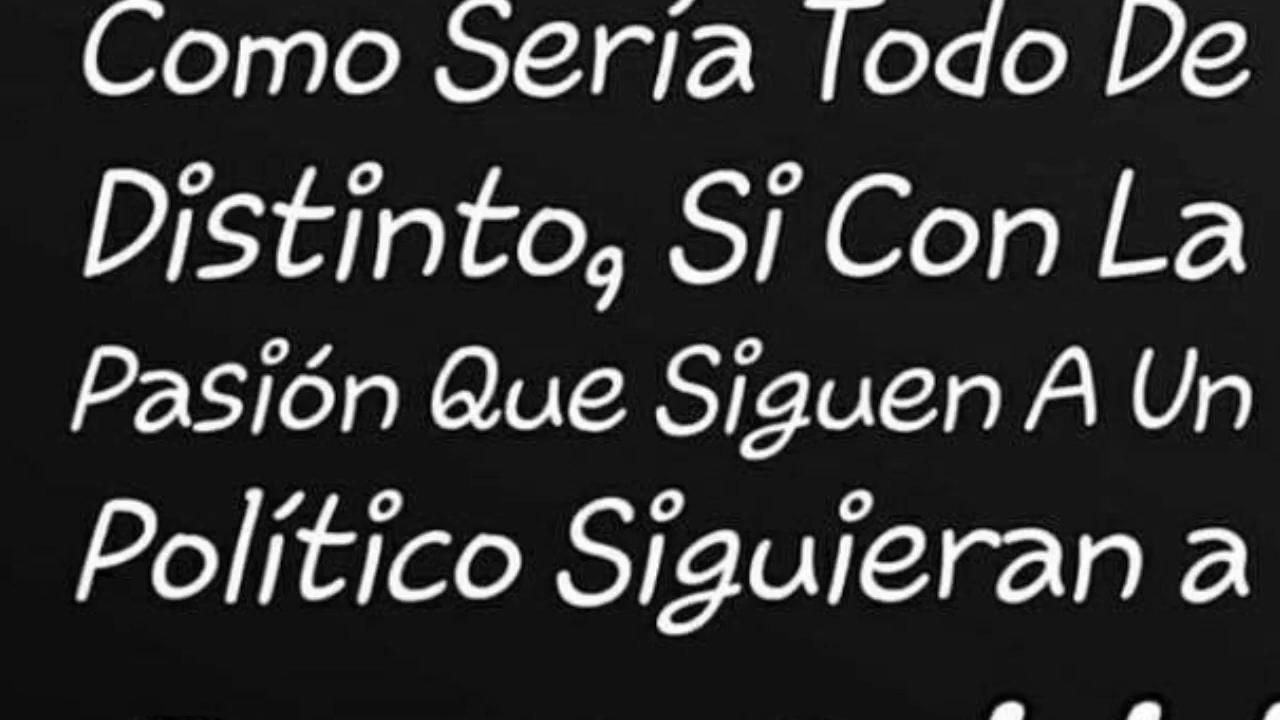 Como Sería Todo De
Distinto, Si Con La
Pasión Que Siguen A Un
Político Siguieran a